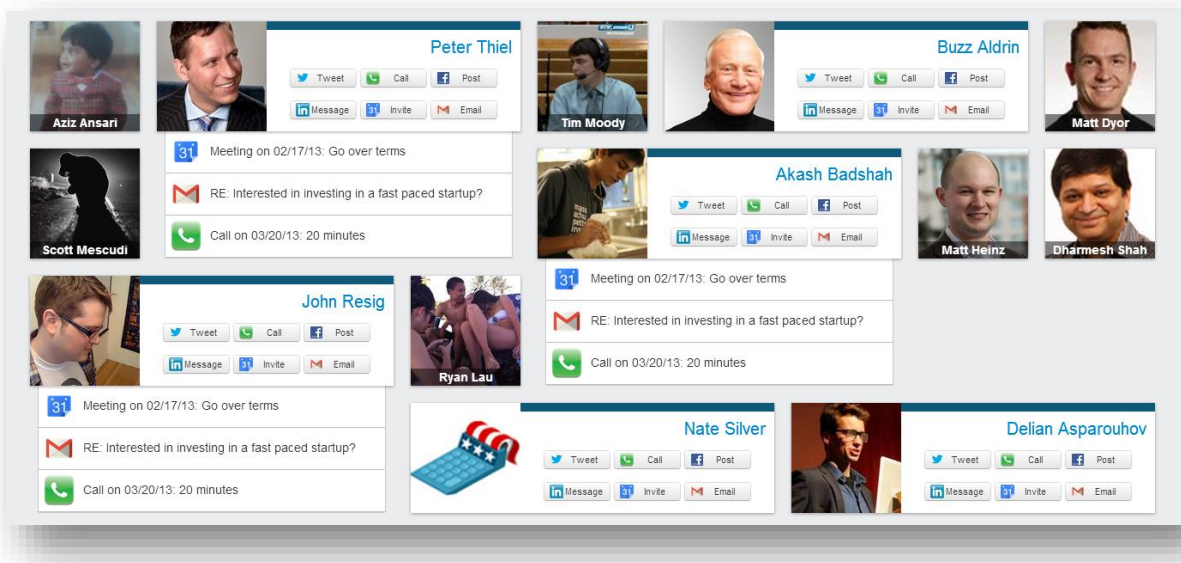 Aziz Ansari
Peter Thiel
Tweet Call Post
Message Invite Email
Meeting on 02/17/13: Go over terms
RE: Interested in investing in a fast paced startup?
Call on 03/20/13: 20 minutes
Tim Moody
Buzz Aldrin
Tweet Call Post
Message Invite Email
Matt Dyor
Scott Mescudi
Akash Badshah
Tweet Call Post
Message Invite Email
Meeting on 02/17/13: Go over terms
RE: Interested in investing in a fast paced startup?
Call on 03/20/13: 20 minutes
Matt Heinz
Dharmesh Shah
John Resig
Tweet Call Post
Message Invite Email
Meeting on 02/17/13: Go over terms
RE: Interested in investing in a fast paced startup?
Call on 03/20/13: 20 minutes
Ryan Lau
Nate Silver
Tweet Call Post
Message Invite Email
Delian Asparouhov
Tweet Call Post
Message Invite Email